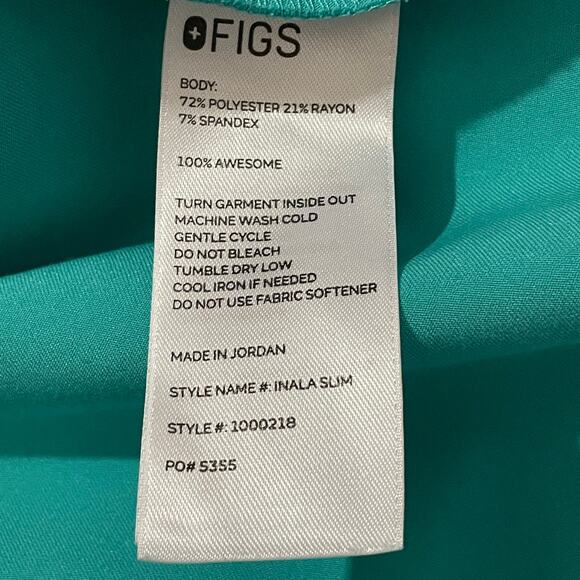 FIGS
BODY:
72% POLYESTER 21% RAYON
7% SPANDEX
100% AWESOME
TURN GARMENT INSIDE OUT
MACHINE WASH COLD
GENTLE CYCLE
DO NOT BLEACH
TUMBLE DRY LOW
COOL IRON IF NEEDED
DO NOT USE FABRIC SOFTENER
MADE IN JORDAN
STYLE NAME #: INALA SLIM
STYLE #: 1000218
PO# 5355